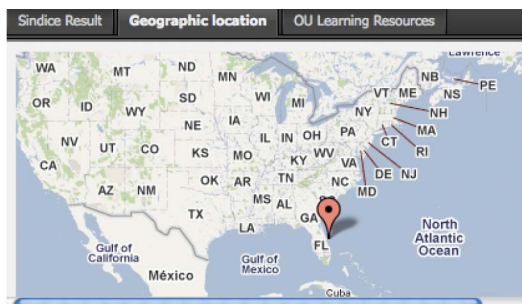 Sindice Result Geographic location OU Learning Resources
Lawrence
WA MT ND MN NB PE
OR ID WY SD WI MI VT ME NS
NY NH
NE IA MA
NV UT CO IL IN OH PA CT RI
CA KS MO KY WV VA NJ
DE
AZ NM OK AR TN NC MD
MS AL
TX LA GA
FL
North
Atlantic
Ocean
Gulf of
California
Gulf of
Mexico
México
Cuba